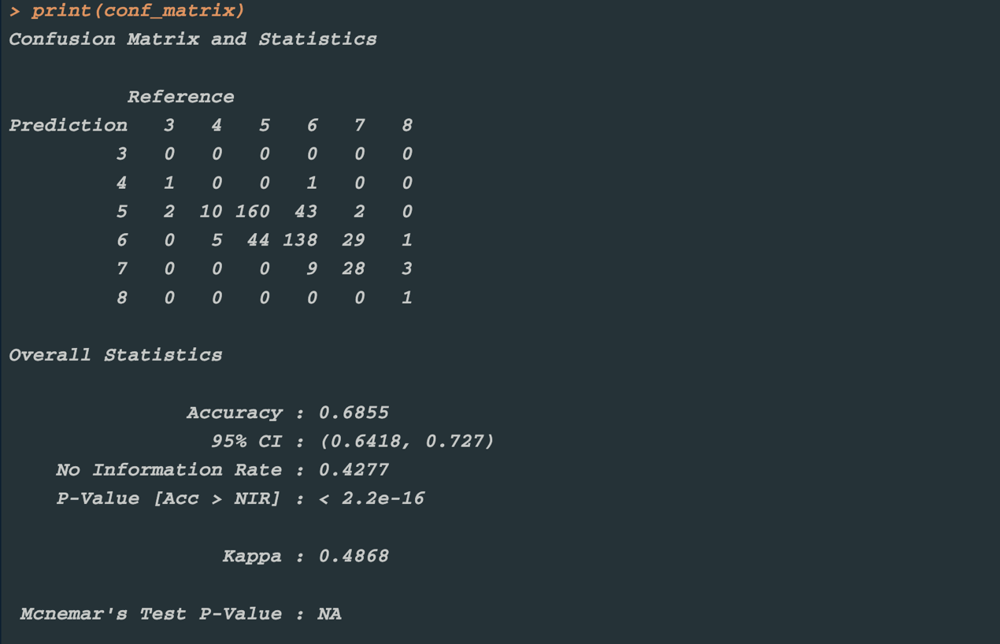 > print(conf_matrix)
Confusion Matrix and Statistics
Reference
Prediction 3 4 5 6 7 8
3 0 0 0 0 0 0
4 1 0 0 1 0 0
5 2 10 160 43 2 0
6 0 5 44 138 29 1
7 0 0 0 9 28 3
8 0 0 0 0 0 1
Overall Statistics
Accuracy : 0.6855
95% CI : (0.6418, 0.727)
No Information Rate : 0.4277
P-Value [Acc > NIR] : < 2.2e-16
Kappa : 0.4868
Mcnemar's Test P-Value : NA